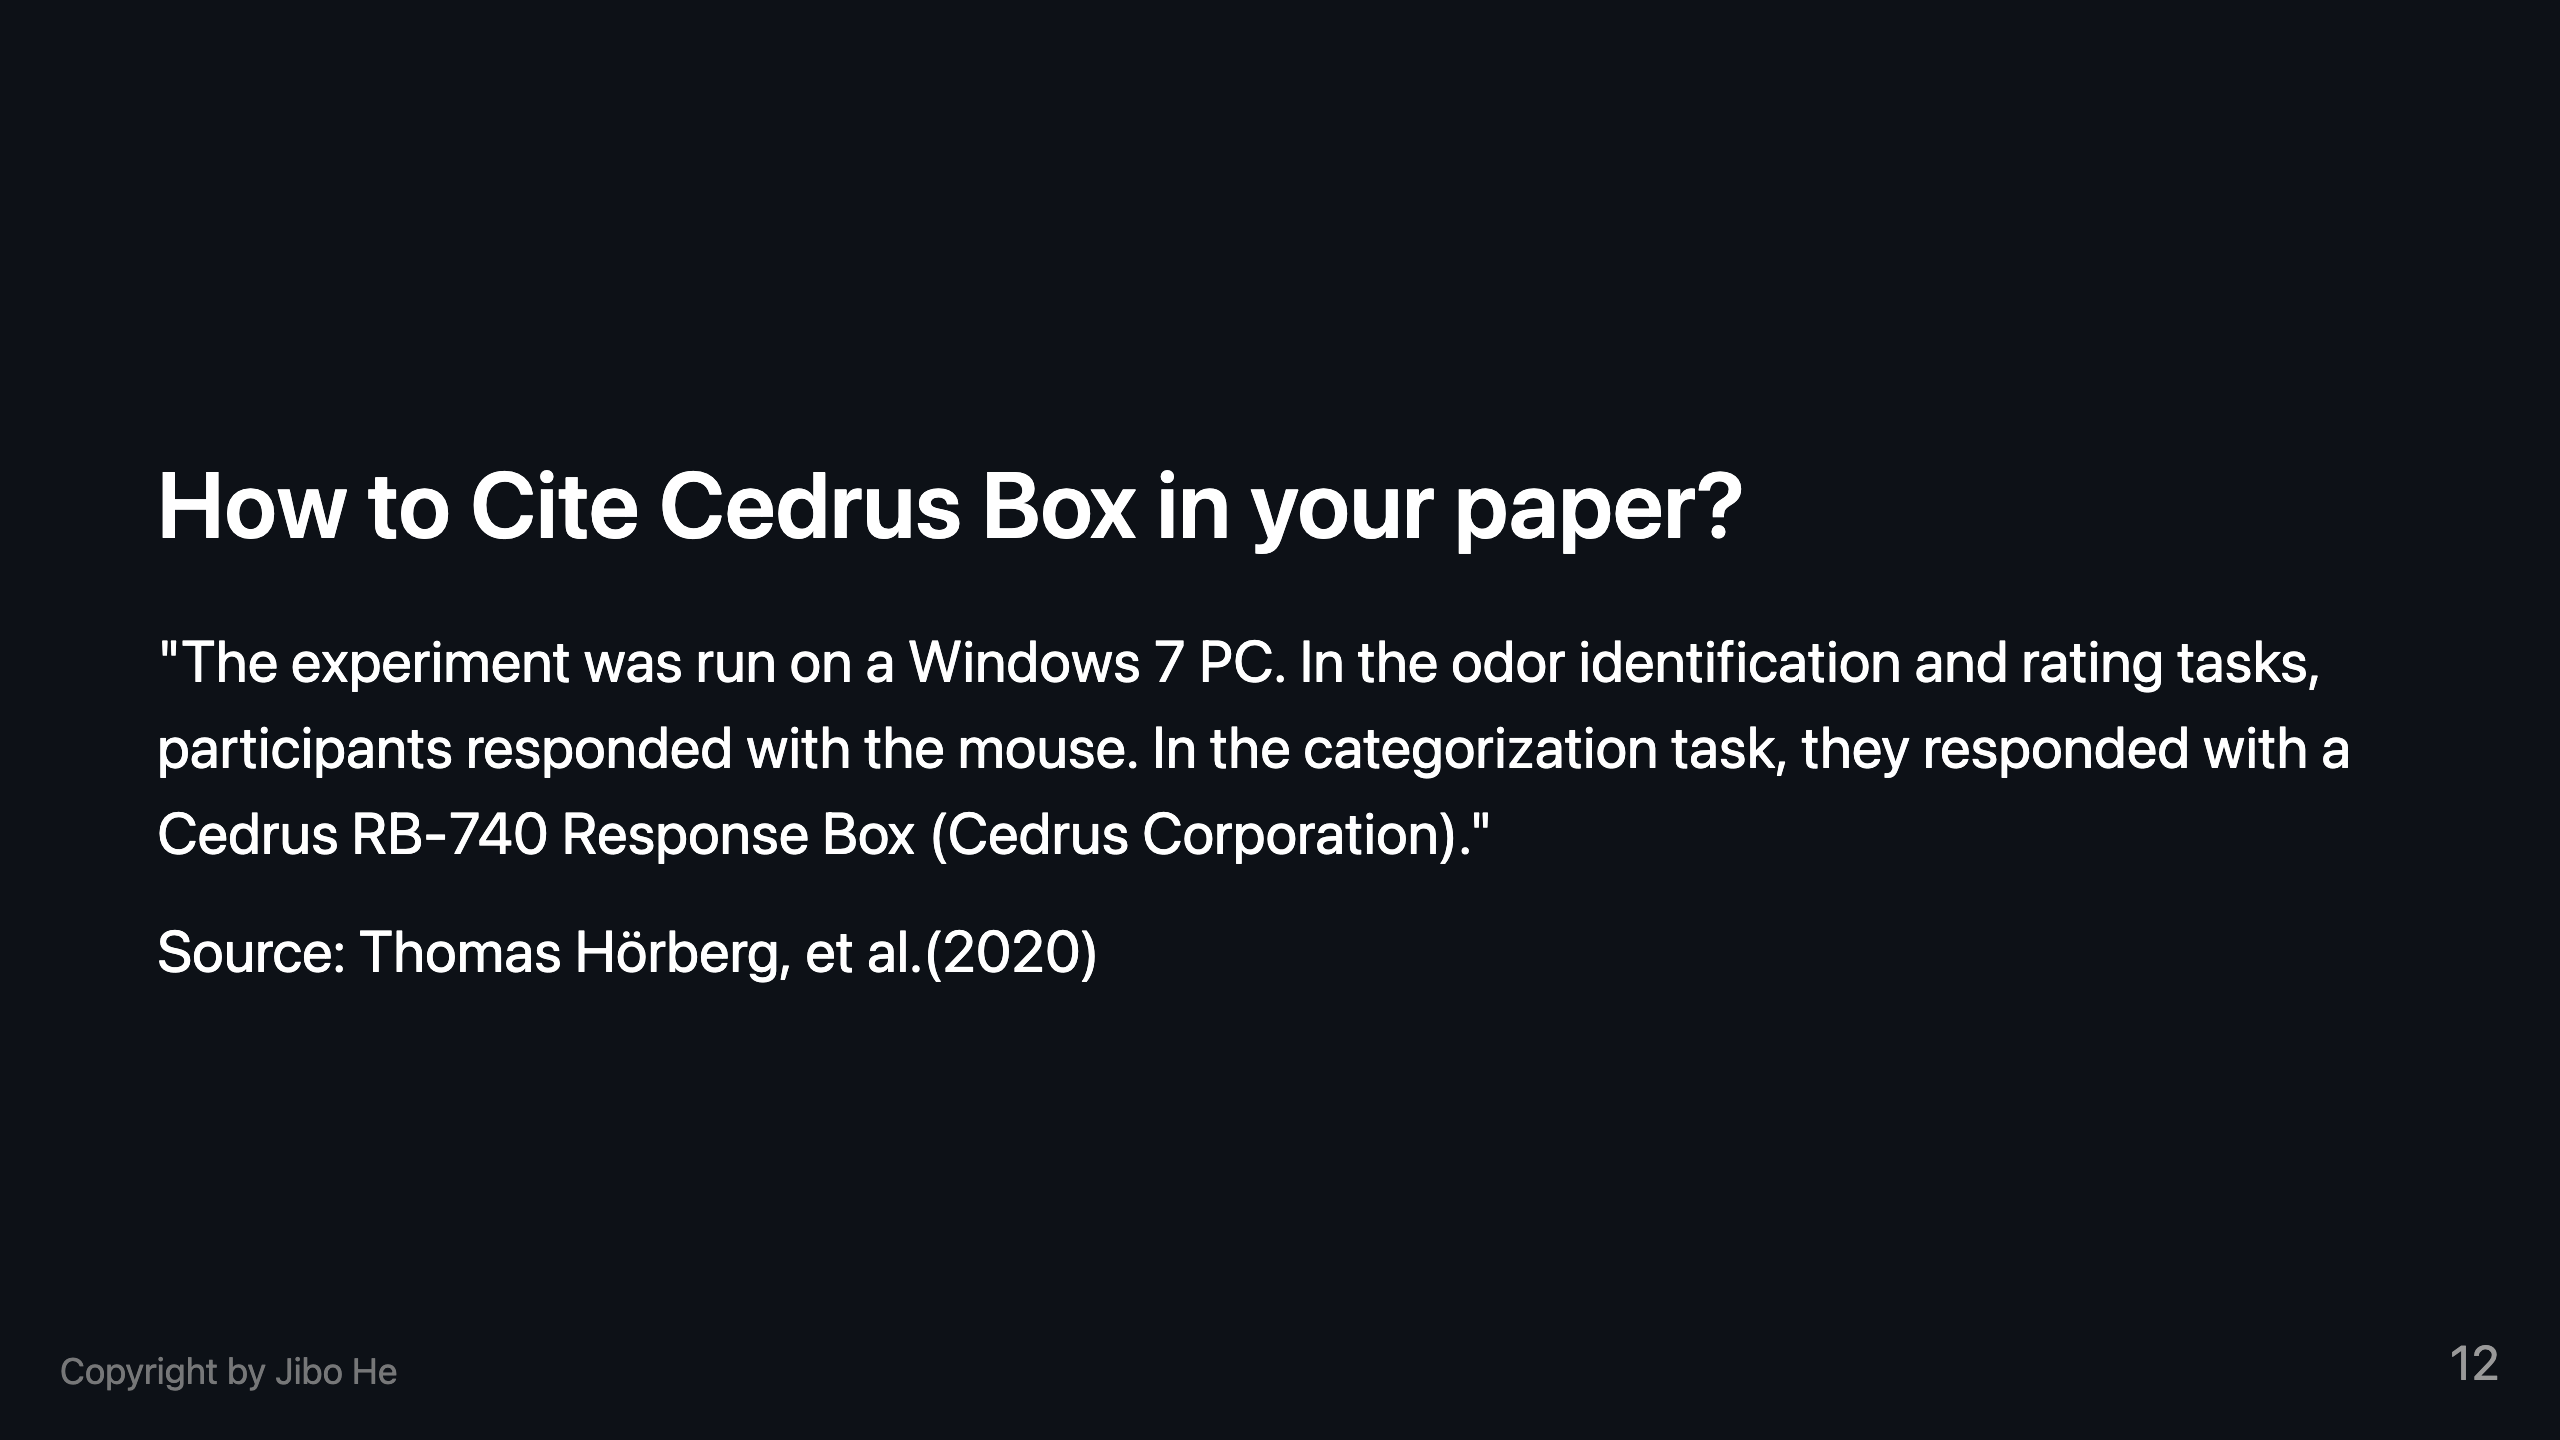 How to Cite Cedrus Box in your paper?
"The experiment was run on a Windows 7 PC. In the odor identification and rating tasks,
participants responded with the mouse. In the categorization task, they responded with a
Cedrus RB-740 Response Box (Cedrus Corporation)."
Source: Thomas Hörberg, et al.(2020)
Copyright by Jibo He
12